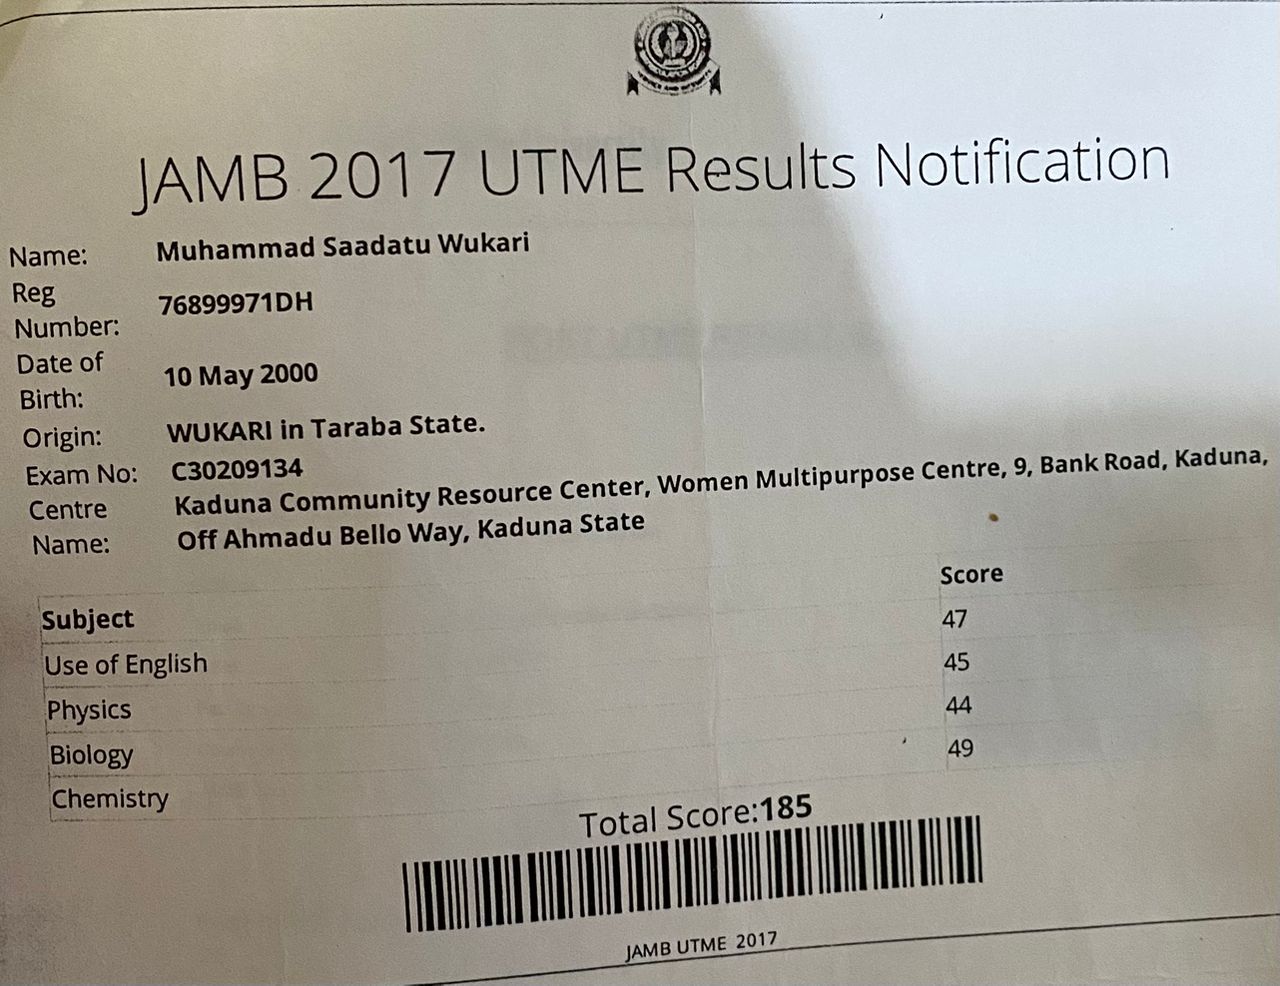 JAMB 2017 UTME Results Notification
Name: Muhammad Saadatu Wukari
Reg Number: 76899971DH
Date of Birth: 10 May 2000
Origin: WUKARI in Taraba State.
Exam No: C30209134
Centre Name: Kaduna Community Resource Center, Women Multipurpose Centre, 9, Bank Road, Kaduna,
Off Ahmadu Bello Way, Kaduna State
Subject Score
Use of English 47
Physics 45
Biology 44
Chemistry 49
Total Score:185
JAMB UTME 2017